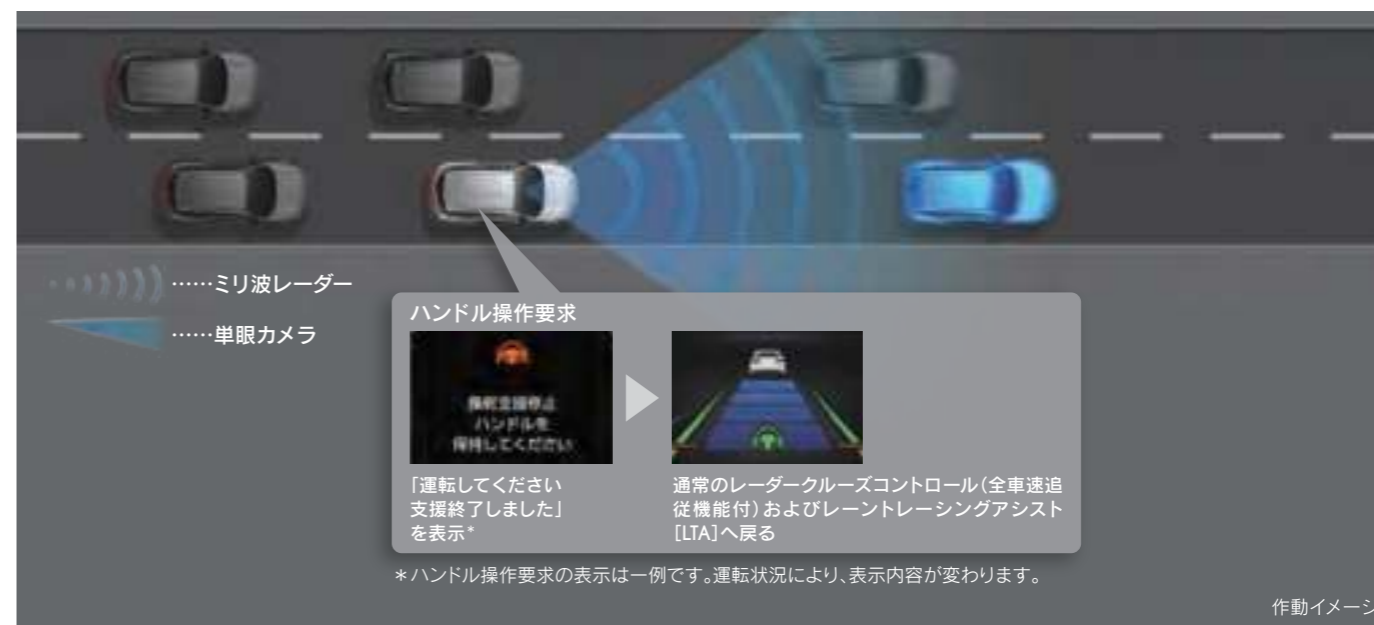 ……ミリ波レーダー
……単眼カメラ
ハンドル操作要求
ハンドルを
保持してください
「運転してください
支援終了しました」
を表示*
通常のレーダークルーズコントロール(全車速追
従機能付)およびレーントレーシングアシスト
[LTA]へ戻る
*ハンドル操作要求の表示は一例です。運転状況により、表示内容が変わります。
作動イメージ